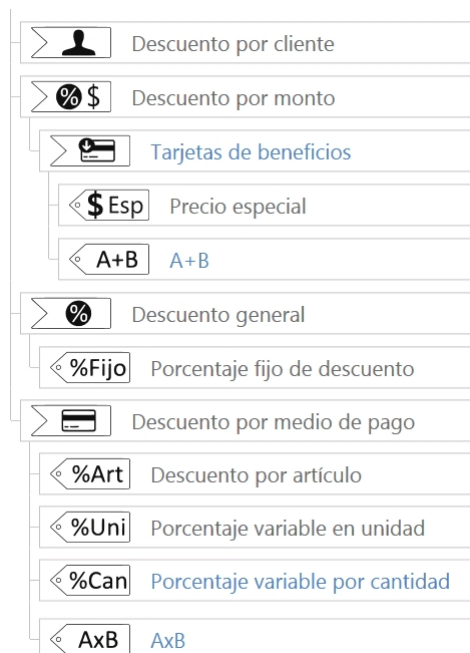 Descuento por cliente
% $ Descuento por monto
Tarjetas de beneficios
$ Esp Precio especial
A+B A+B
% Descuento general
%Fijo Porcentaje fijo de descuento
Descuento por medio de pago
%Art Descuento por artículo
%Uni Porcentaje variable en unidad
%Can Porcentaje variable por cantidad
AxB AxB